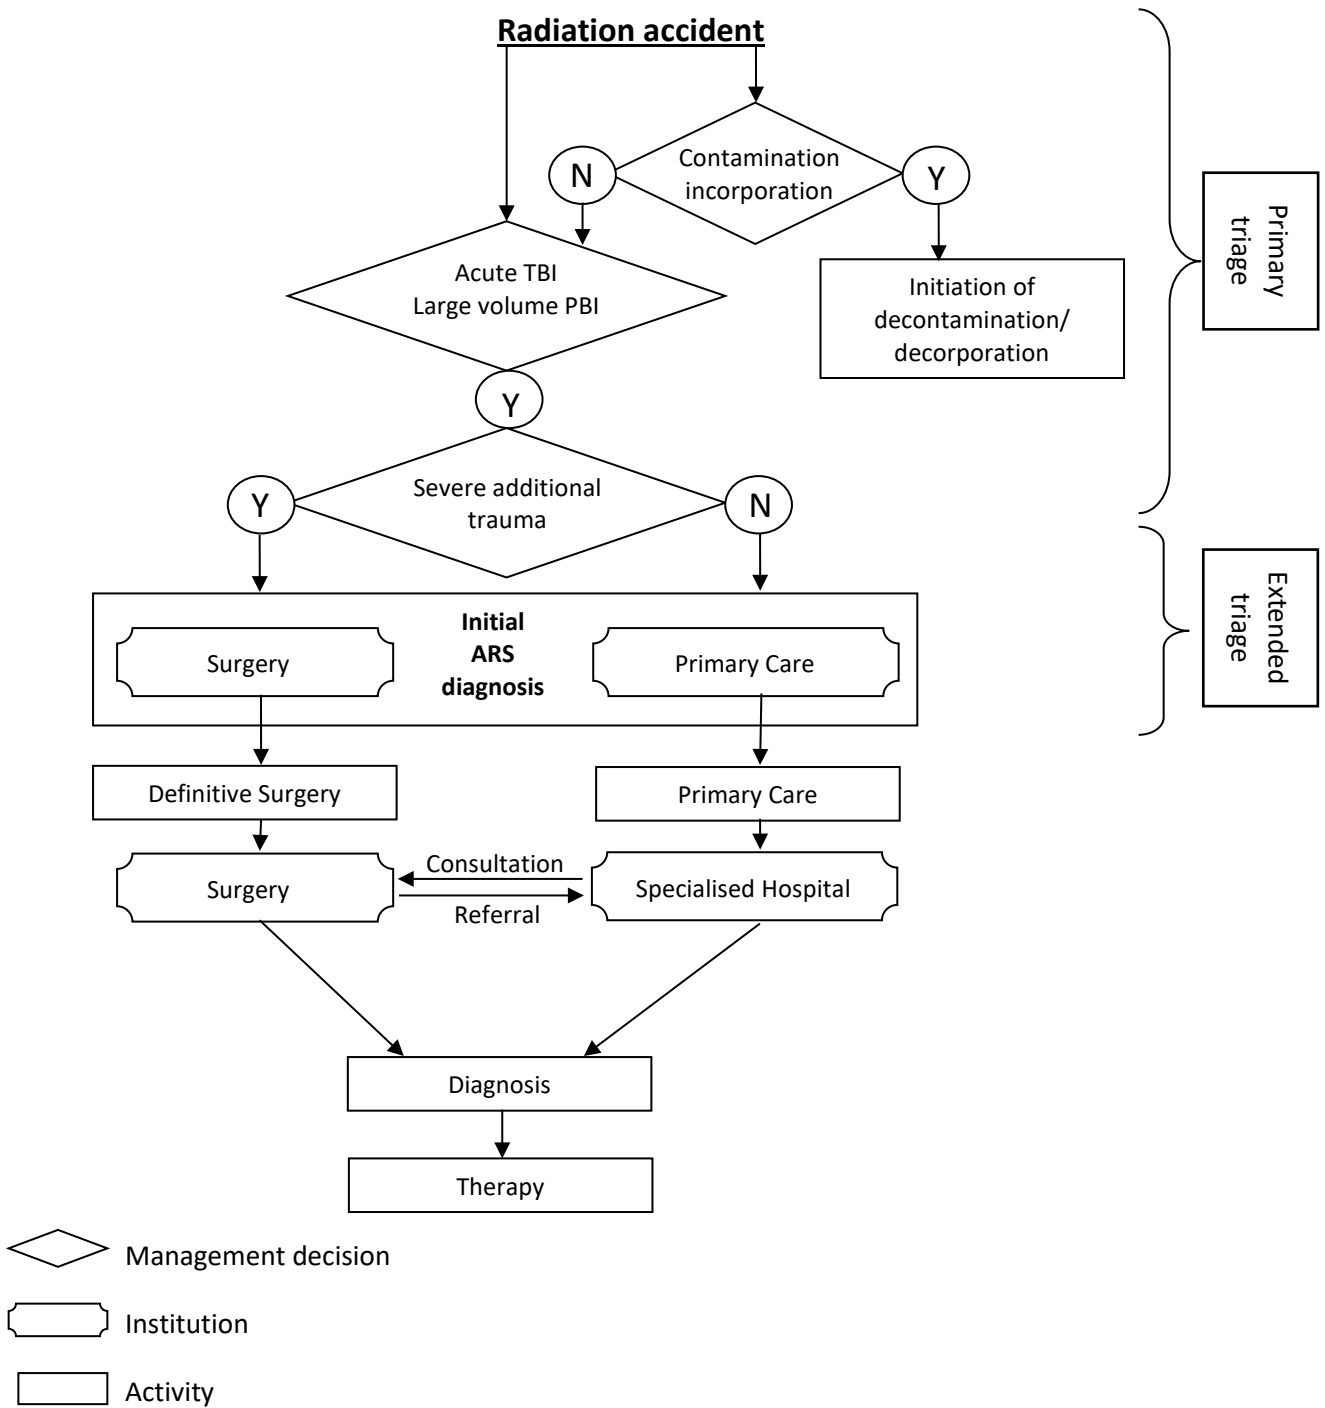 Radiation accident
Contamination
incorporation
N
Y
Primary
triage
Acute TBI
Large volume PBI
Initiation of
decontamination/
decorporation
Y
Severe additional
trauma
Y
N
Extended
triage
Initial
ARS
diagnosis
Surgery
Primary Care
Definitive Surgery
Primary Care
Surgery
Consultation
Referral
Specialised Hospital
Diagnosis
Therapy
Management decision
Institution
Activity